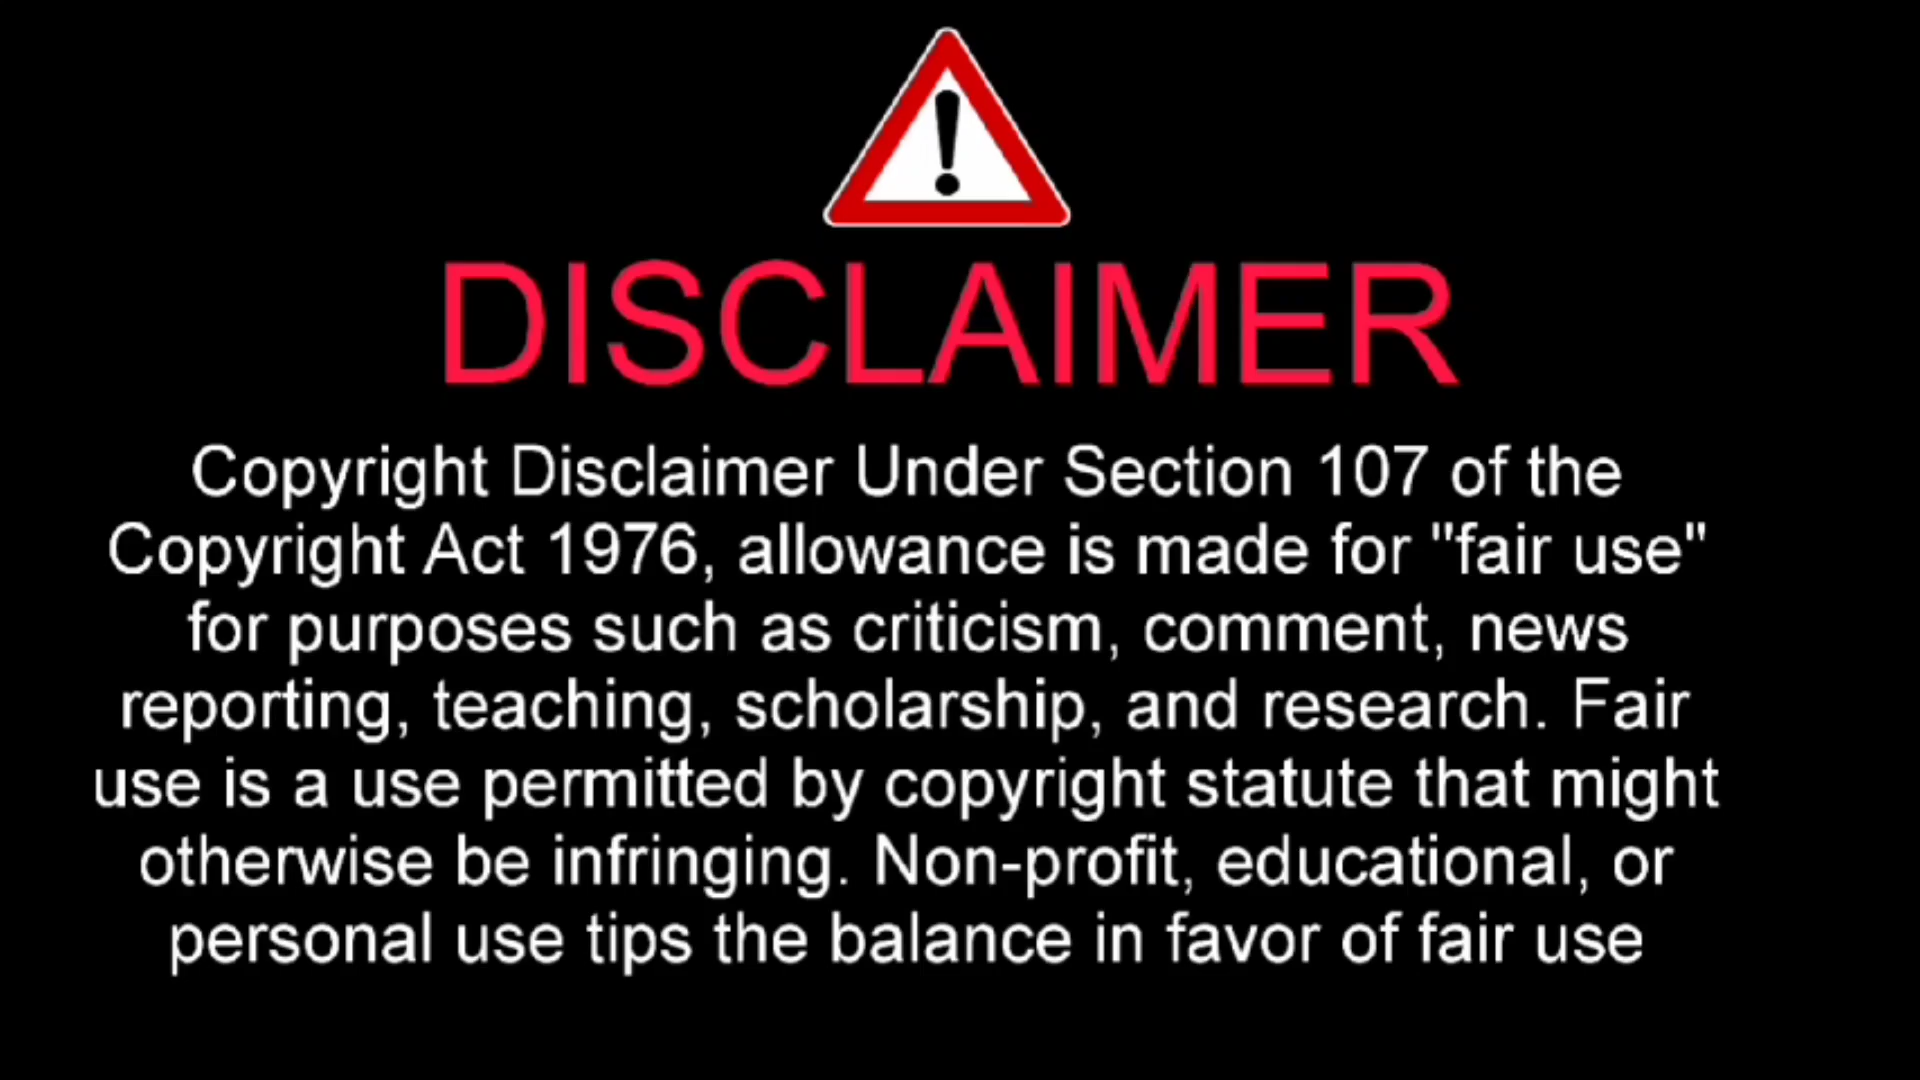 DISCLAIMER
Copyright Disclaimer Under Section 107 of the
Copyright Act 1976, allowance is made for "fair use"
for purposes such as criticism, comment, news
reporting, teaching, scholarship, and research. Fair
use is a use permitted by copyright statute that might
otherwise be infringing. Non-profit, educational, or
personal use tips the balance in favor of fair use